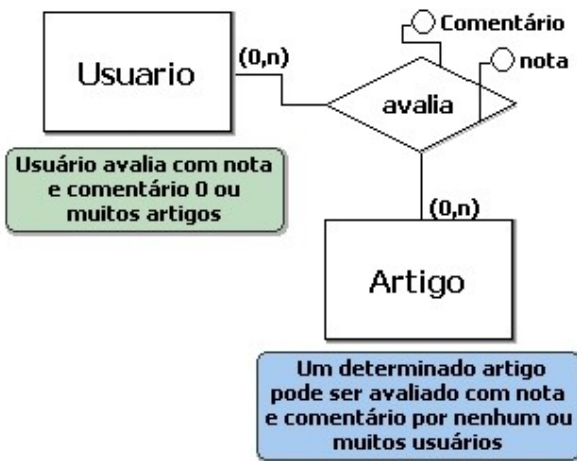 Comentário
Usuario
(0,n)
nota
avalia
Usuário avalia com nota
e comentário 0 ou
muitos artigos
(0,n)
Artigo
Um determinado artigo
pode ser avaliado com nota
e comentário por nenhum ou
muitos usuários